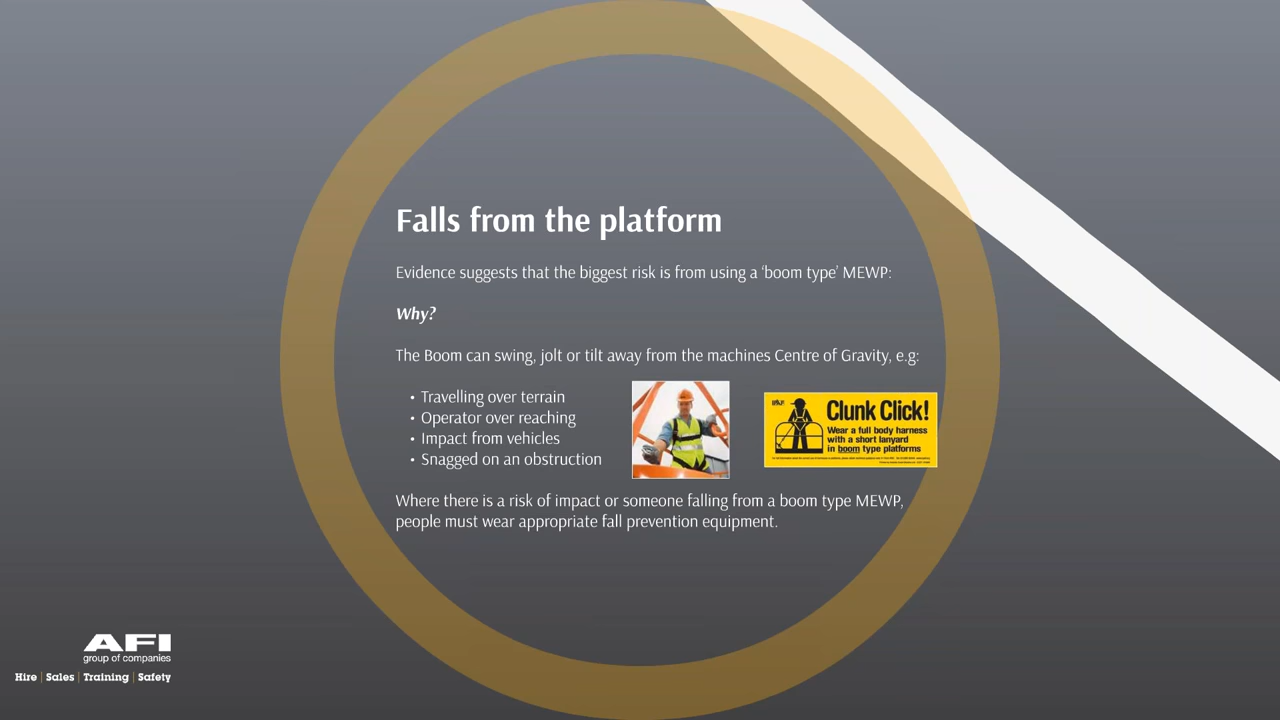 Falls from the platform
Evidence suggests that the biggest risk is from using a ‘boom type’ MEWP:
Why?
The Boom can swing, jolt or tilt away from the machines Centre of Gravity, e.g:
• Travelling over terrain
• Operator over reaching
• Impact from vehicles
• Snagged on an obstruction
Clunk Click!
Wear a full body harness
with a short lanyard
in boom type platforms
Where there is a risk of impact or someone falling from a boom type MEWP,
people must wear appropriate fall prevention equipment.
AFI
group of companies
Hire | Sales | Training | Safety